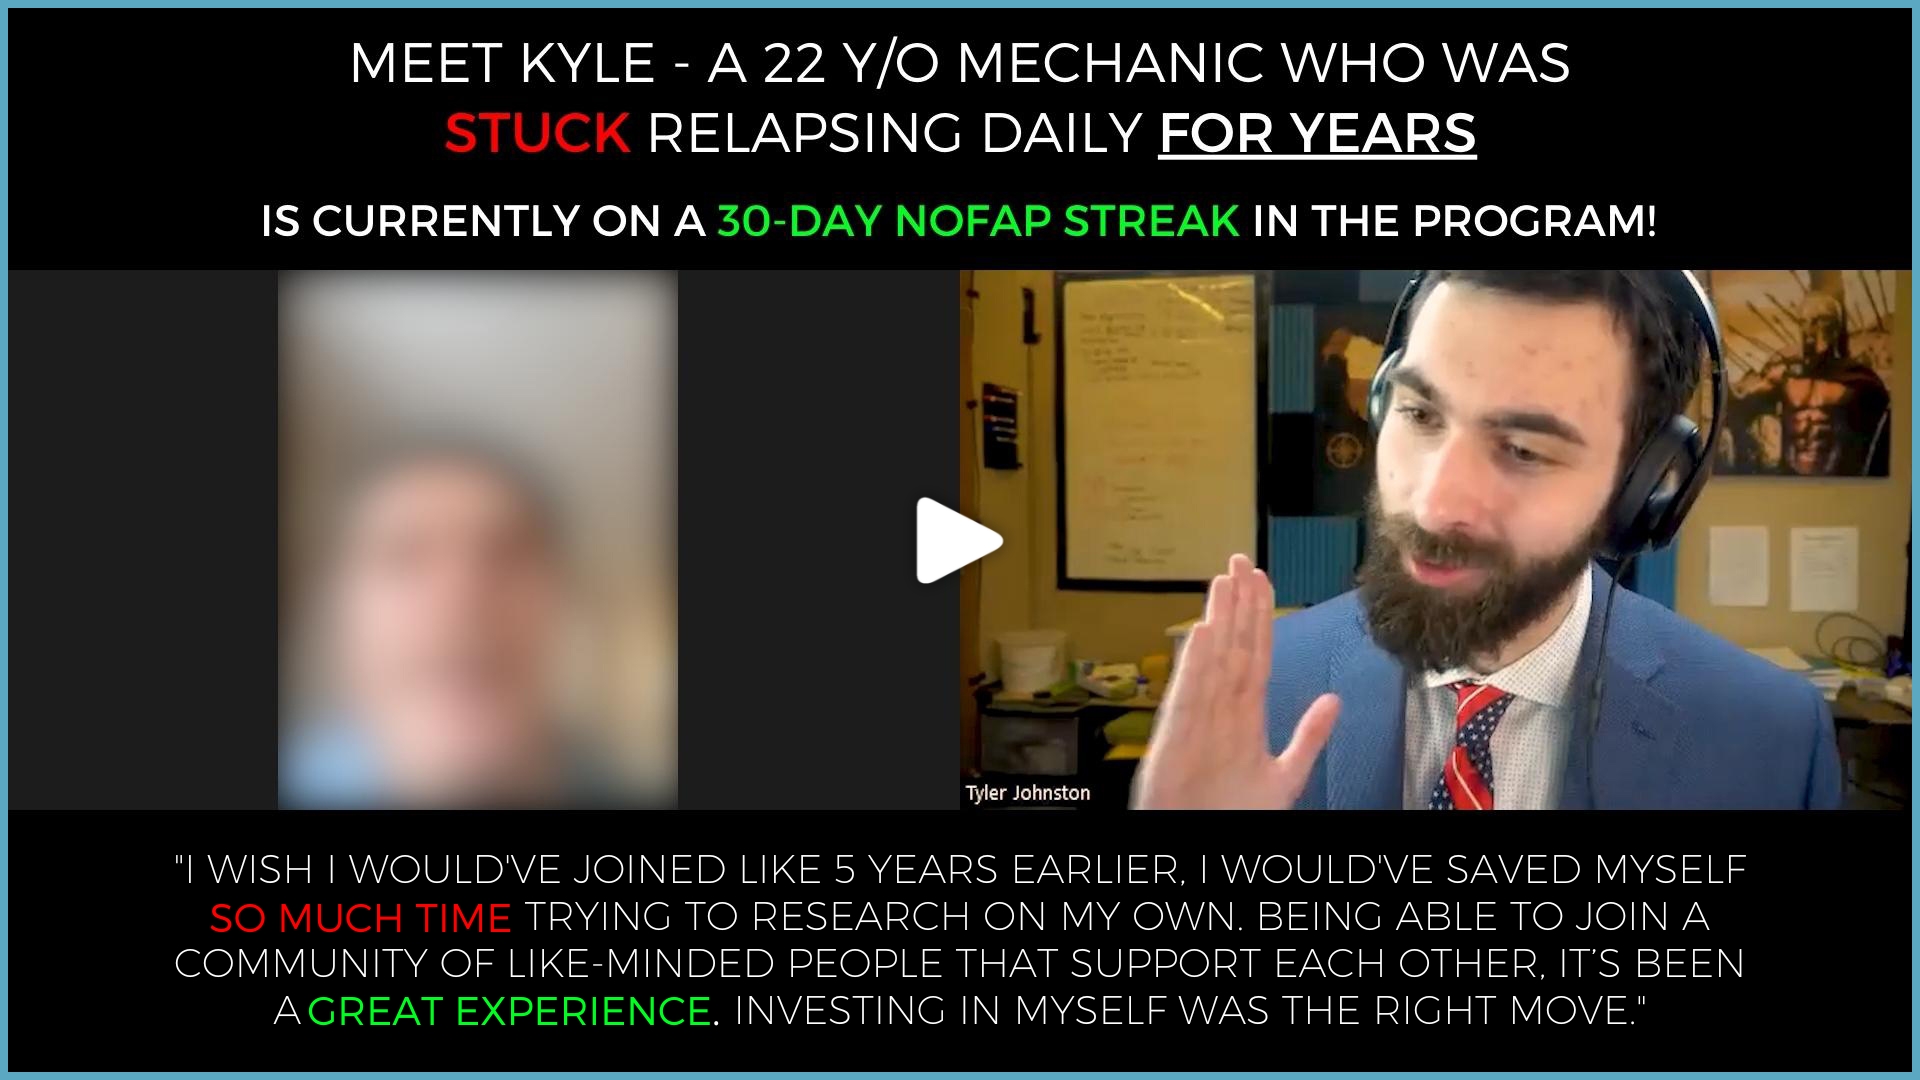 MEET KYLE - A 22 Y/O MECHANIC WHO WAS
STUCK RELAPSING DAILY FOR YEARS
IS CURRENTLY ON A 30-DAY NOFAP STREAK IN THE PROGRAM!
Tyler Johnston
"I WISH I WOULD'VE JOINED LIKE 5 YEARS EARLIER, I WOULD'VE SAVED MYSELF
SO MUCH TIME TRYING TO RESEARCH ON MY OWN. BEING ABLE TO JOIN A
COMMUNITY OF LIKE-MINDED PEOPLE THAT SUPPORT EACH OTHER, IT’S BEEN
A GREAT EXPERIENCE. INVESTING IN MYSELF WAS THE RIGHT MOVE."